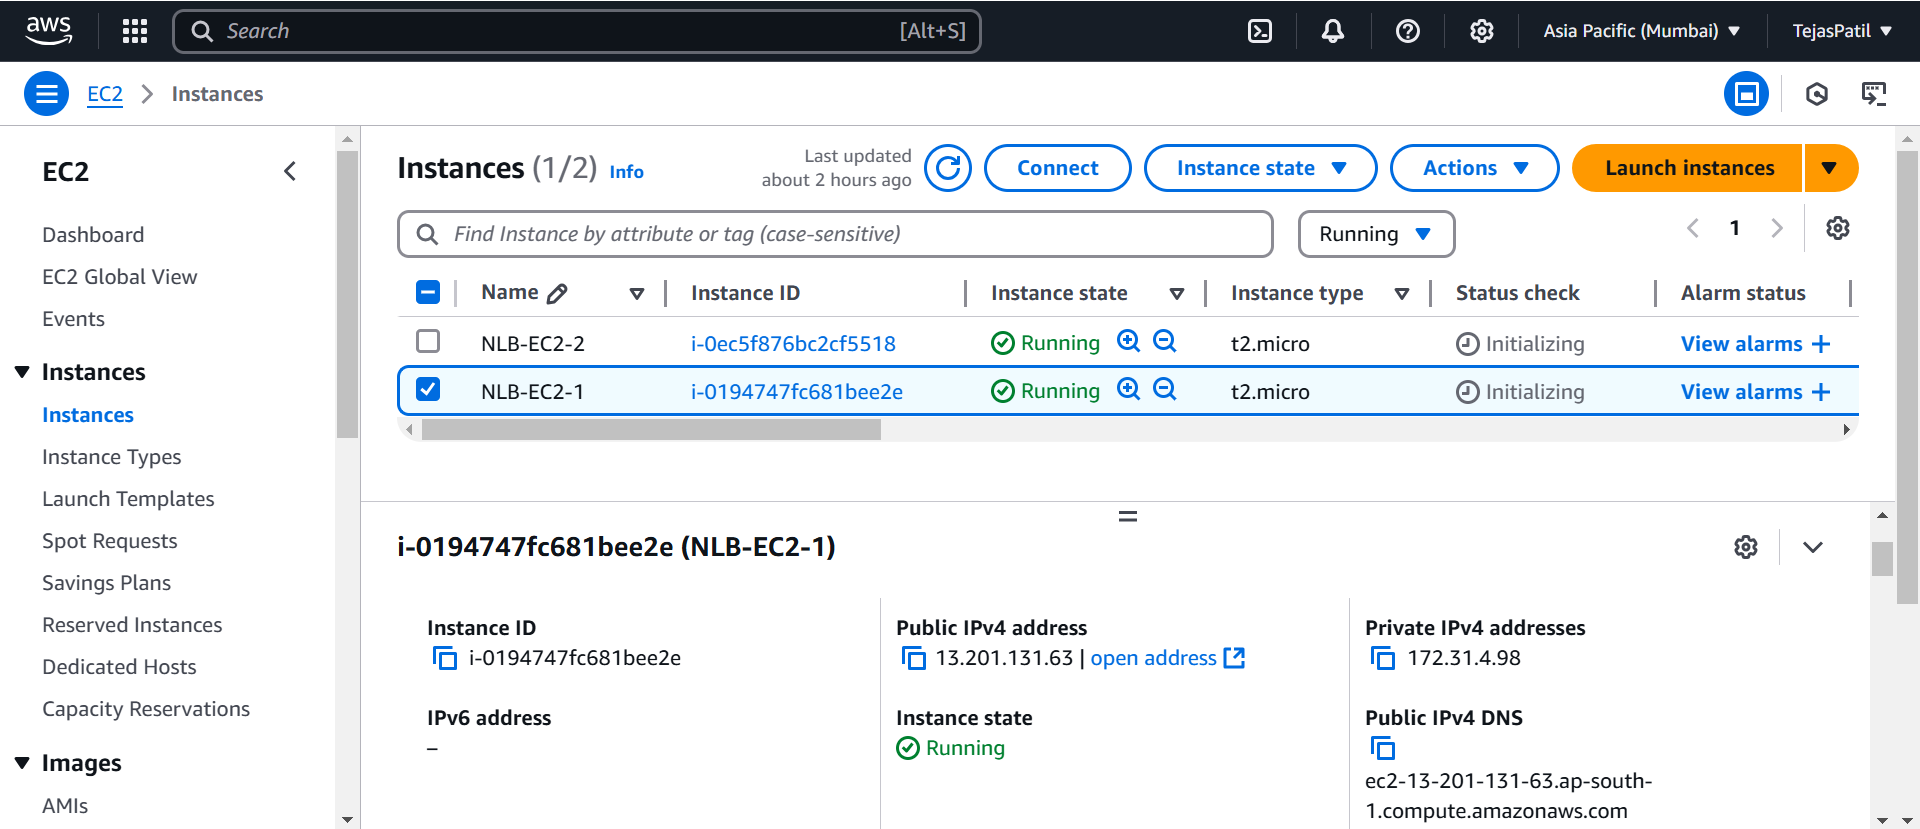 aws
Search [Alt+S]
Asia Pacific (Mumbai)
TejasPatil
EC2
Instances
EC2
Dashboard
EC2 Global View
Events
Instances
Instances
Instance Types
Launch Templates
Spot Requests
Savings Plans
Reserved Instances
Dedicated Hosts
Capacity Reservations
Images
AMIs
Instances (1/2) Info
Last updated
about 2 hours ago
Connect
Instance state
Actions
Launch instances
Find Instance by attribute or tag (case-sensitive)
Running
1
Name Instance ID Instance state Instance type Status check Alarm status
NLB-EC2-2 i-0ec5f876bc2cf5518 Running t2.micro Initializing View alarms +
NLB-EC2-1 i-0194747fc681bee2e Running t2.micro Initializing View alarms +
i-0194747fc681bee2e (NLB-EC2-1)
Instance ID
i-0194747fc681bee2e
Public IPv4 address
13.201.131.63 | open address
Private IPv4 addresses
172.31.4.98
IPv6 address
–
Instance state
Running
Public IPv4 DNS
ec2-13-201-131-63.ap-south-
1.compute.amazonaws.com